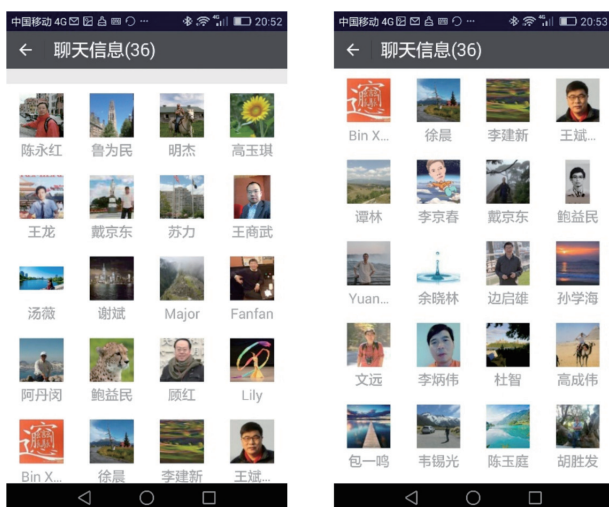 中国移动 4G 20:52
← 聊天信息(36)
陈永红 鲁为民 明杰 高玉琪
王龙 戴京东 苏力 王商武
汤薇 谢斌 Major Fanfan
阿丹闵 鲍益民 顾红 Lily
Bin X... 徐晨 李建新 王斌...
中国移动 4G 20:53
← 聊天信息(36)
Bin X... 徐晨 李建新 王斌...
谭林 李京春 戴京东 鲍益民
Yuan... 余晓林 边启雄 孙学海
文远 李炳伟 杜智 高成伟
包一鸣 韦锡光 陈玉庭 胡胜发